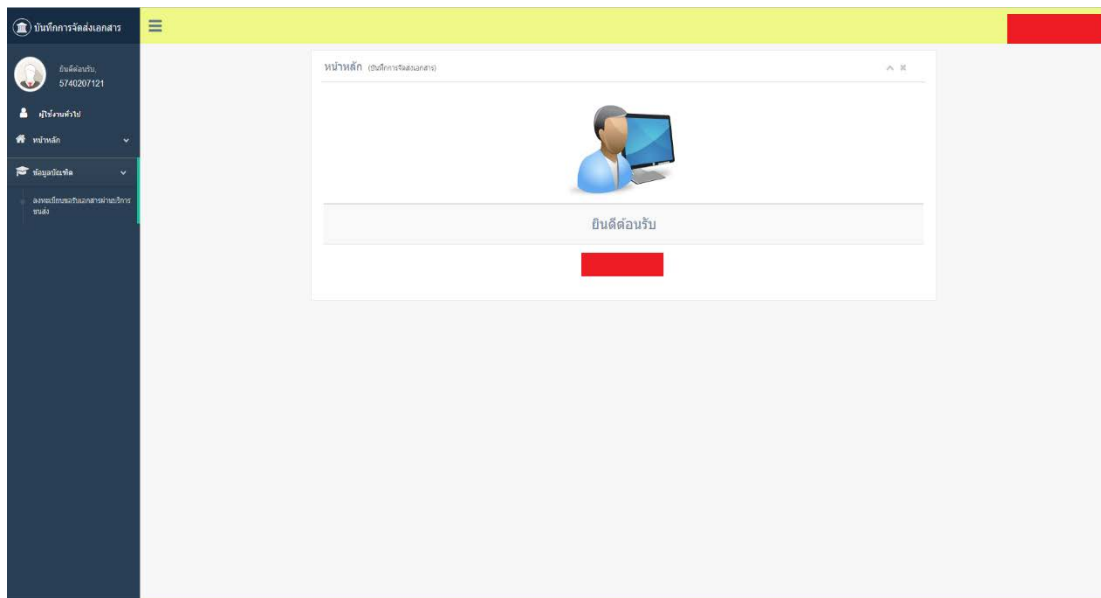 บันทึกการจัดส่งเอกสาร
ยินดีต้อนรับ,
5740207121
ผู้ใช้งานทั่วไป
หน้าหลัก
ข้อมูลบัณฑิต
ลงทะเบียนขอรับเอกสารผ่านบริการ
ขนส่ง
หน้าหลัก (บันทึกการจัดส่งเอกสาร)
ยินดีต้อนรับ